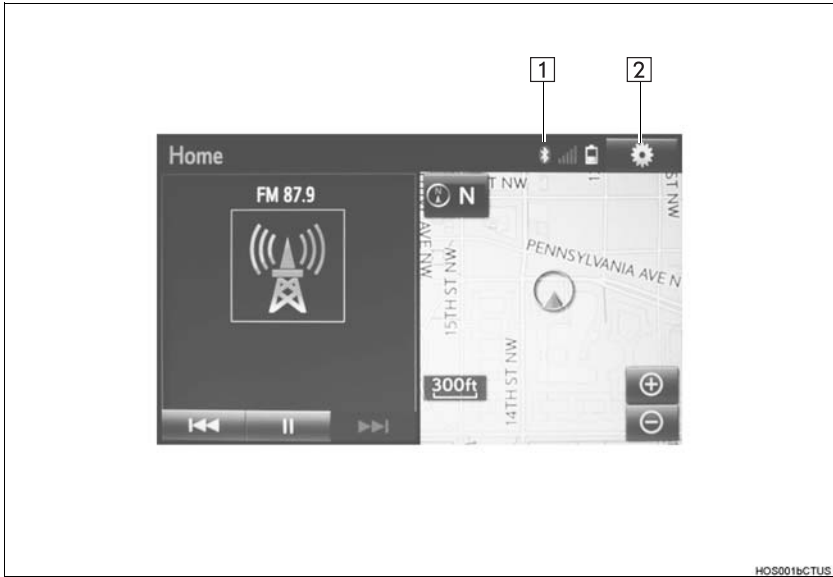 1 2
Home
FM 87.9
N
N
T NW
ST NW
AVE NW
15TH ST NW
PENNSYLVANIA AVE N
14TH ST NW
300ft
HOS001bCTUS